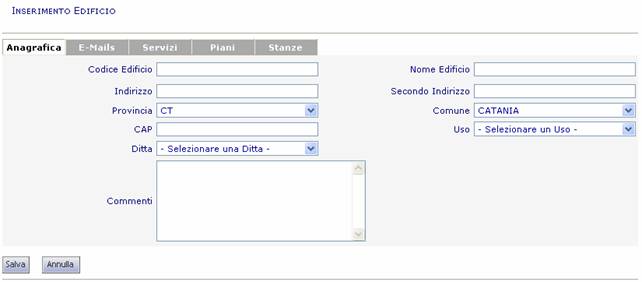 INSERIMENTO EDIFICIO
Anagrafica E-Mails Servizi Piani Stanze
Codice Edificio Nome Edificio
Indirizzo Secondo Indirizzo
Provincia CT Comune CATANIA
CAP Uso - Selezionare un Uso -
Ditta - Selezionare una Ditta -
Commenti
Salva Annulla